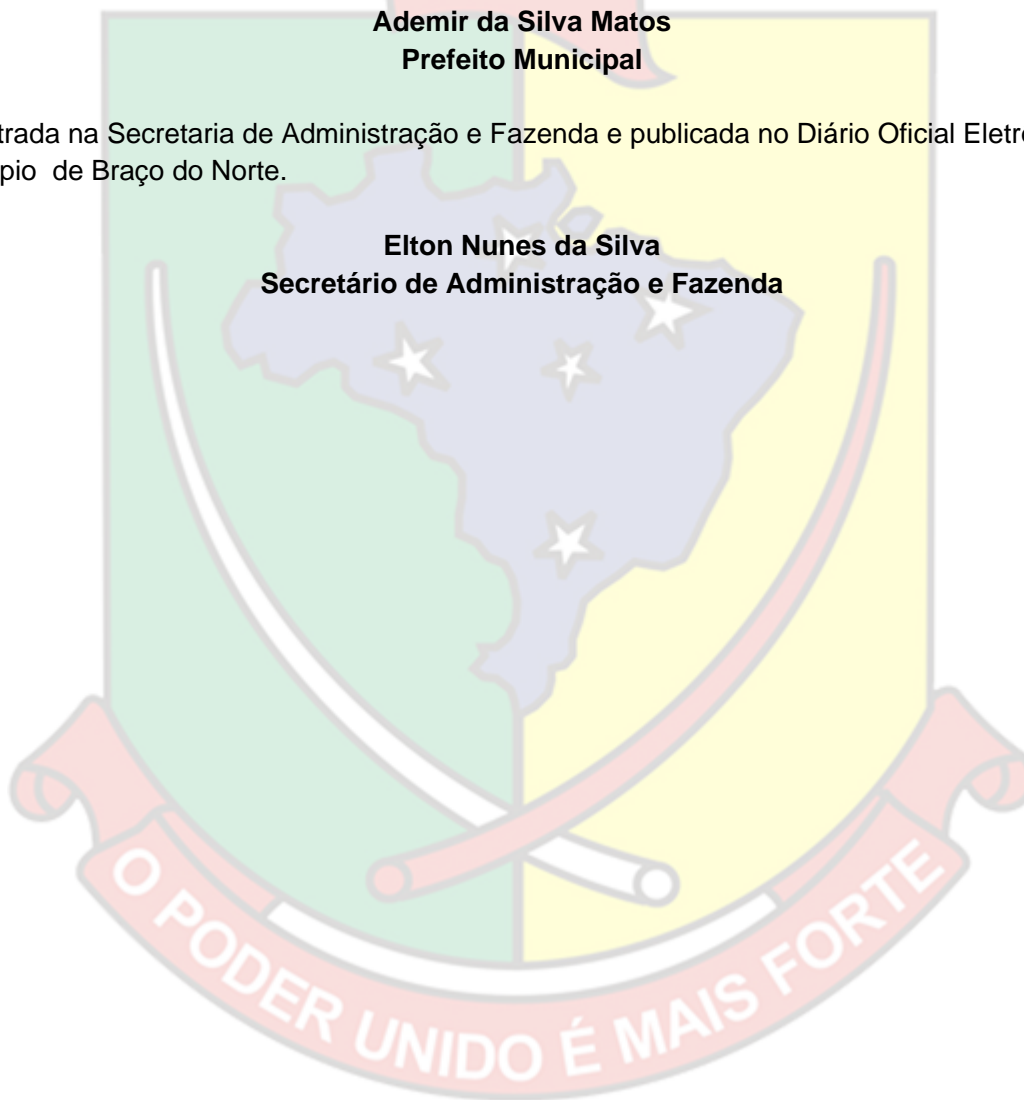 Ademir da Silva Matos
Prefeito Municipal
trada na Secretaria de Administração e Fazenda e publicada no Diário Oficial Eletr
pio de Braço do Norte.
Elton Nunes da Silva
Secretário de Administração e Fazenda
O PODER UNIDO É MAIS FORTE